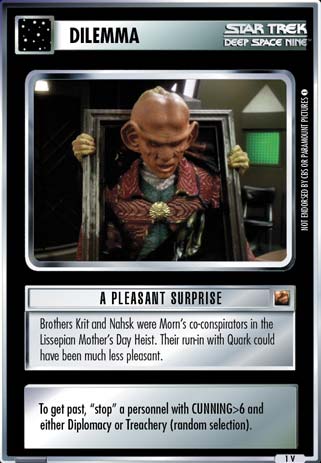 DILEMMA
STAR TREK
DEEP SPACE NINE
NOT ENDORSED BY CBS OR PARAMOUNT PICTURES
A PLEASANT SURPRISE
Brothers Krit and Nahsk were Morn's co-conspirators in the
Lissepian Mother's Day Heist. Their run-in with Quark could
have been much less pleasant.
To get past, "stop" a personnel with CUNNING>6 and
either Diplomacy or Treachery (random selection).
1 V